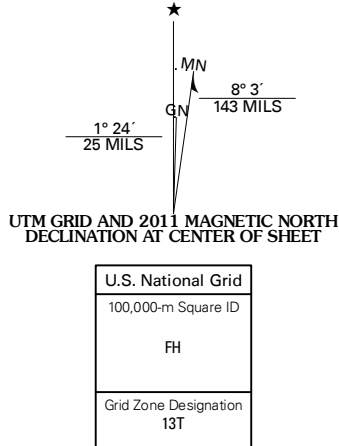 MN
8° 3´
143 MILS
GN
1° 24´
25 MILS
UTM GRID AND 2011 MAGNETIC NORTH
DECLINATION AT CENTER OF SHEET
U.S. National Grid
100,000-m Square ID
FH
Grid Zone Designation
13T